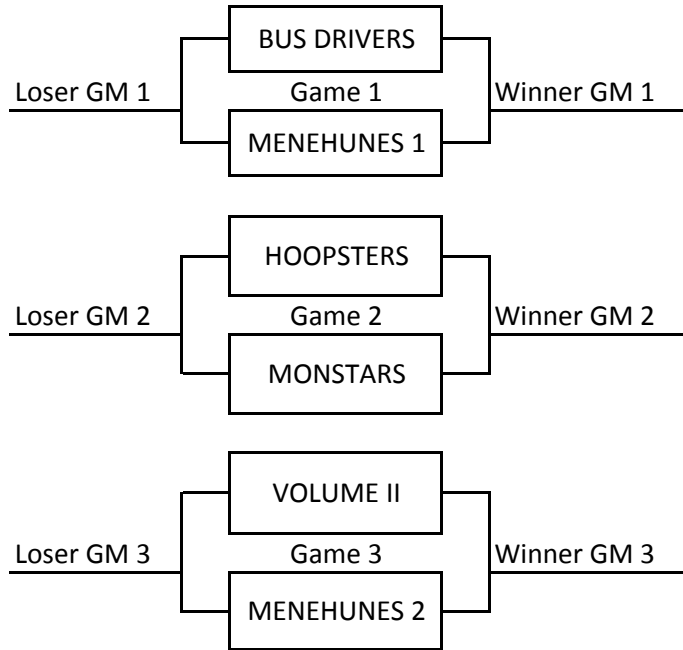 BUS DRIVERS
Loser GM 1 Game 1 Winner GM 1
MENEHUNES 1
HOOPSTERS
Loser GM 2 Game 2 Winner GM 2
MONSTARS
VOLUME II
Loser GM 3 Game 3 Winner GM 3
MENEHUNES 2